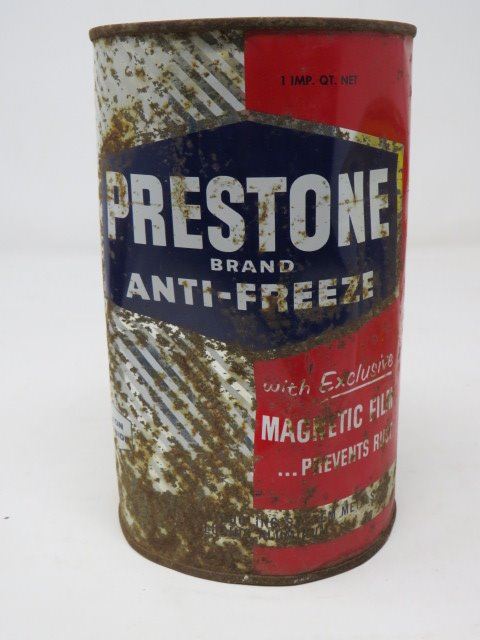 1 IMP. QT. NET
PRESTONE
BRAND
ANTI-FREEZE
with Exclusive
MAGNETIC FILM
...PREVENTS RUST